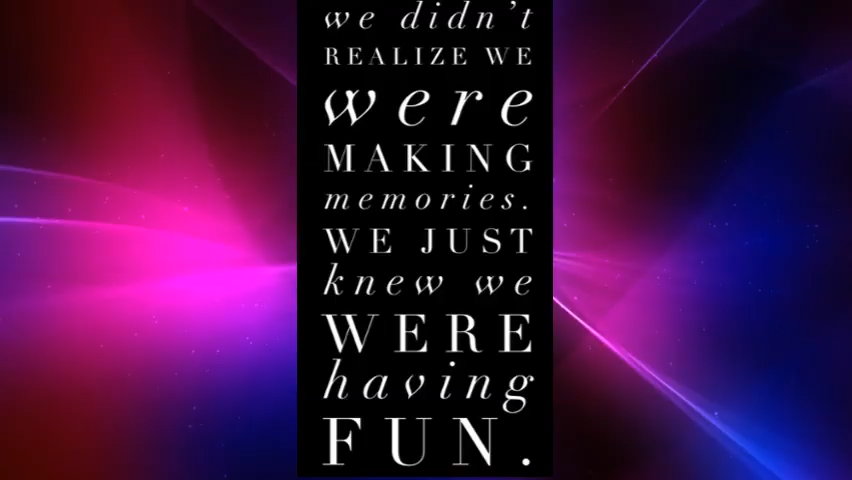 we didn't
REALIZE WE
were
MAKING
memories.
WE JUST
knew we
WERE
having
FUN.